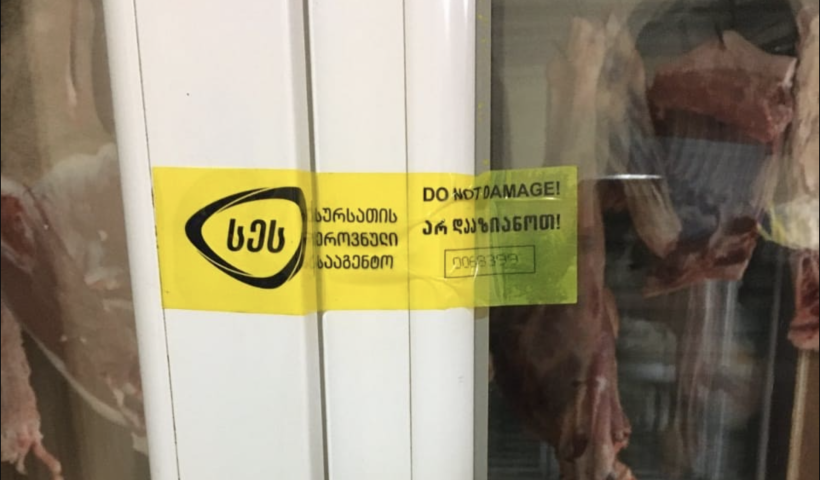 სეს
სურსათის
ეროვნული
სააგენტო
DO NOT DAMAGE!
არ დააზიანოთ!